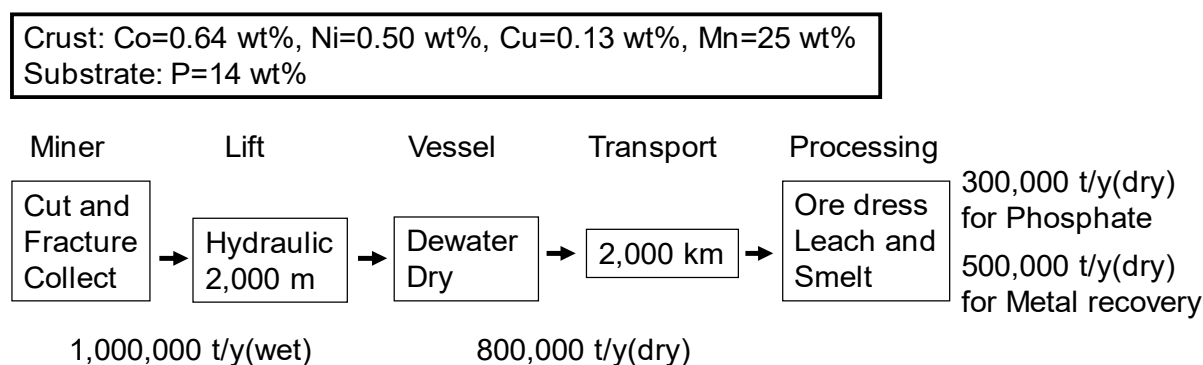 Crust: Co=0.64 wt%, Ni=0.50 wt%, Cu=0.13 wt%, Mn=25 wt%
Substrate: P=14 wt%
Miner
Lift
Vessel
Transport
Processing
Cut and
Fracture
Collect
Hydraulic
2,000 m
Dewater
Dry
2,000 km
Ore dress
Leach and
Smelt
300,000 t/y(dry)
for Phosphate
500,000 t/y(dry)
for Metal recovery
1,000,000 t/y(wet)
800,000 t/y(dry)